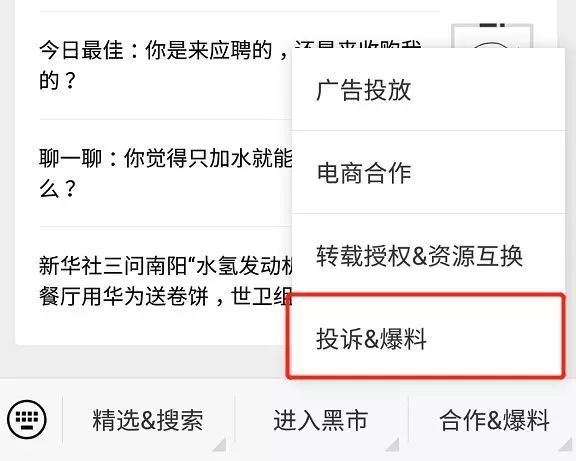 今日最佳：你是来应聘的，还是来收购我
的？
广告投放
聊一聊：你觉得只加水就能
么？
电商合作
转载授权&资源互换
新华社三问南阳“水氢发动机
餐厅用华为送卷饼，世卫组
投诉&爆料
精选&搜索
进入黑市
合作&爆料